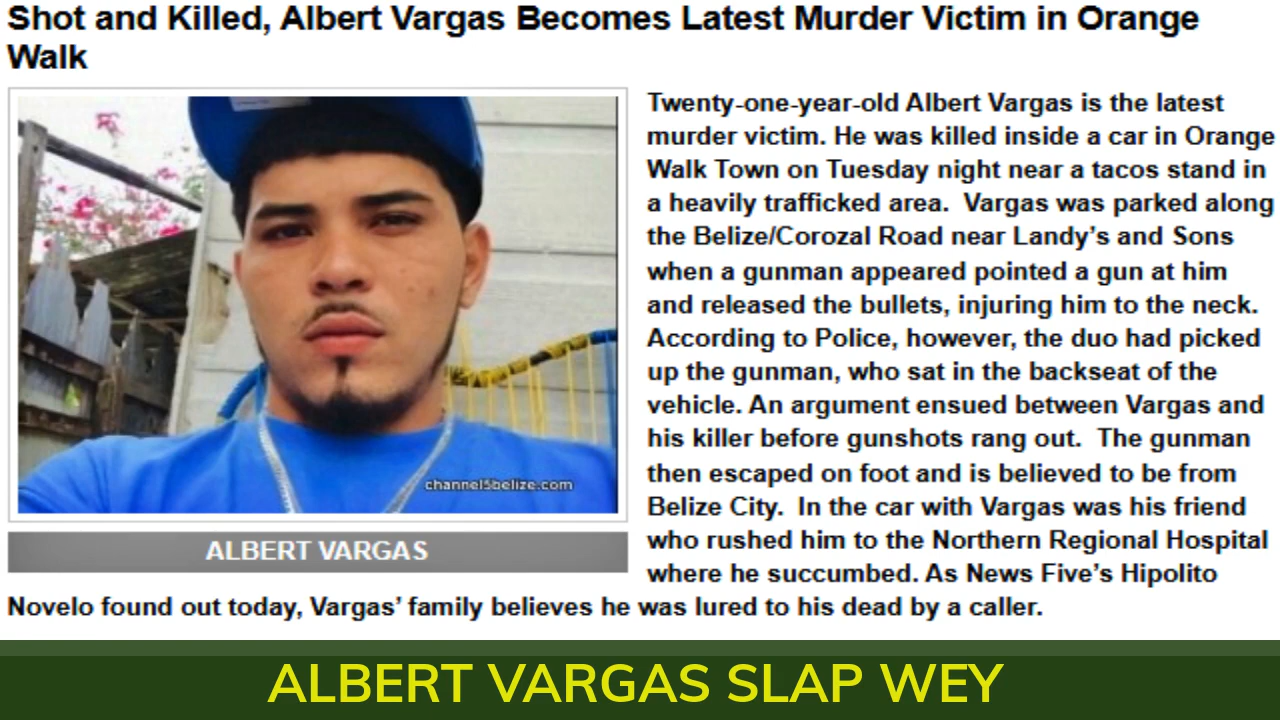 Shot and Killed, Albert Vargas Becomes Latest Murder Victim in Orange
Walk
channel5belize.com
ALBERT VARGAS
Twenty-one-year-old Albert Vargas is the latest
murder victim. He was killed inside a car in Orange
Walk Town on Tuesday night near a tacos stand in
a heavily trafficked area.  Vargas was parked along
the Belize/Corozal Road near Landy’s and Sons
when a gunman appeared pointed a gun at him
and released the bullets, injuring him to the neck.
According to Police, however, the duo had picked
up the gunman, who sat in the backseat of the
vehicle. An argument ensued between Vargas and
his killer before gunshots rang out.  The gunman
then escaped on foot and is believed to be from
Belize City.  In the car with Vargas was his friend
who rushed him to the Northern Regional Hospital
where he succumbed. As News Five’s Hipolito
Novelo found out today, Vargas’ family believes he was lured to his dead by a caller.
ALBERT VARGAS SLAP WEY